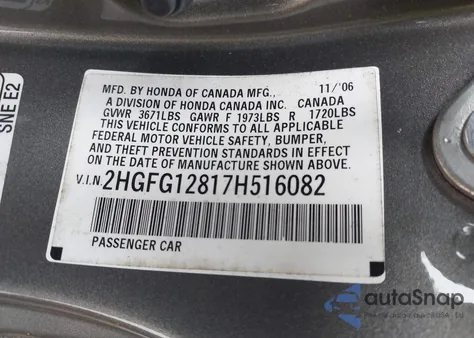 SNE E2
MFD. BY HONDA OF CANADA MFG., 11/'06
A DIVISION OF HONDA CANADA INC. CANADA
GVWR 3671LBS GAWR F 1973LBS R 1720LBS
THIS VEHICLE CONFORMS TO ALL APPLICABLE
FEDERAL MOTOR VEHICLE SAFETY, BUMPER,
AND THEFT PREVENTION STANDARDS IN EFFECT ON THE
DATE OF MANUFACTURE SHOWN ABOVE.
V.I.N. 2HGFG12817H516082
PASSENGER CAR
autoSnap